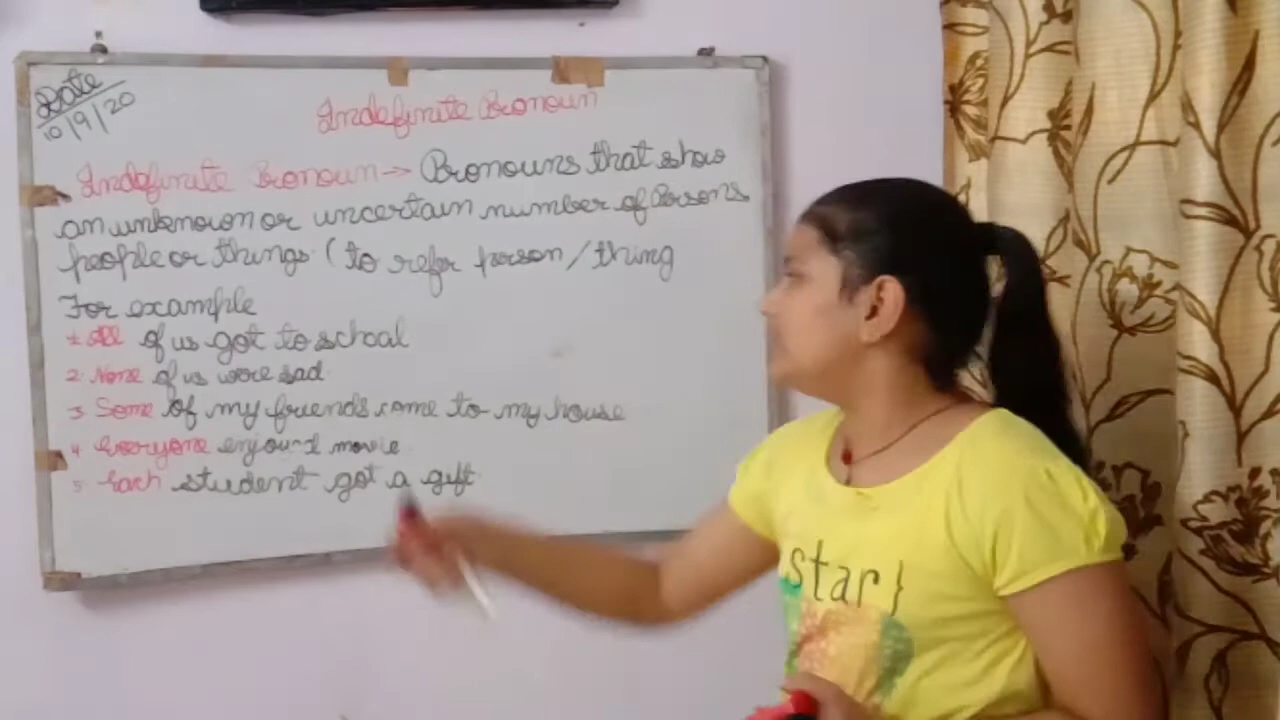 Date
10/9/20
Indefinite Pronoun
Indefinite Pronoun → Pronouns that show
an unknown or uncertain number of Persons
people or things. (to refer person/thing
For example
1. All of us got to school
2. None of us were sad
3 Some of my friends come to my house
4 Everyone enjoyed movie
5. Each student got a gift.
star}